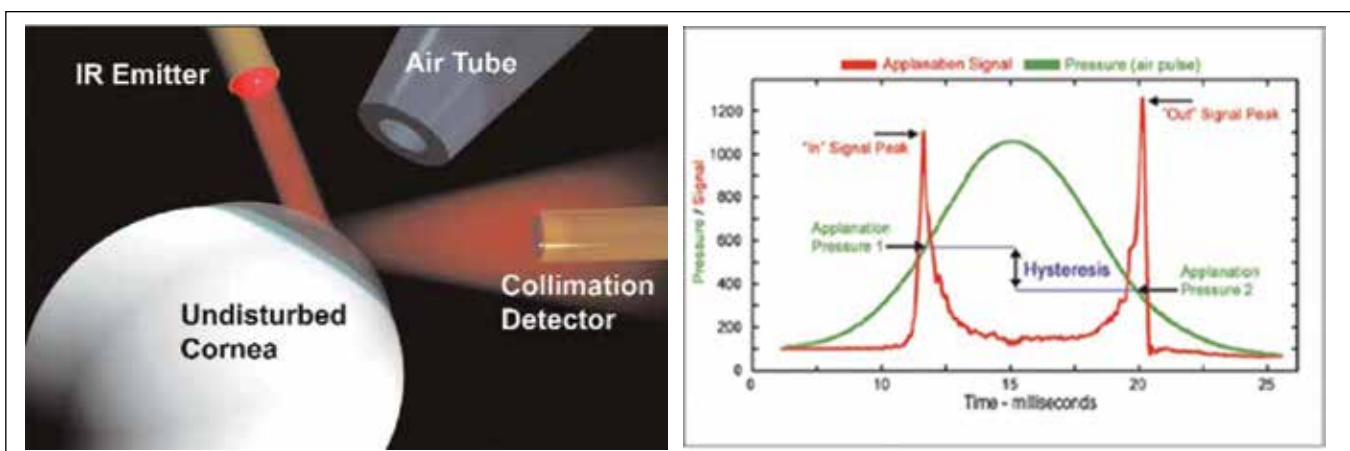 IR Emitter
Air Tube
Undisturbed
Cornea
Collimation
Detector
Applanation Signal
Pressure (air pulse)
Pressure / Signal
1200
1000
800
600
400
200
0
"In" Signal Peak
"Out" Signal Peak
Applanation
Pressure 1
Hysteresis
Applanation
Pressure 2
0
10
15
20
25
Time - milliseconds